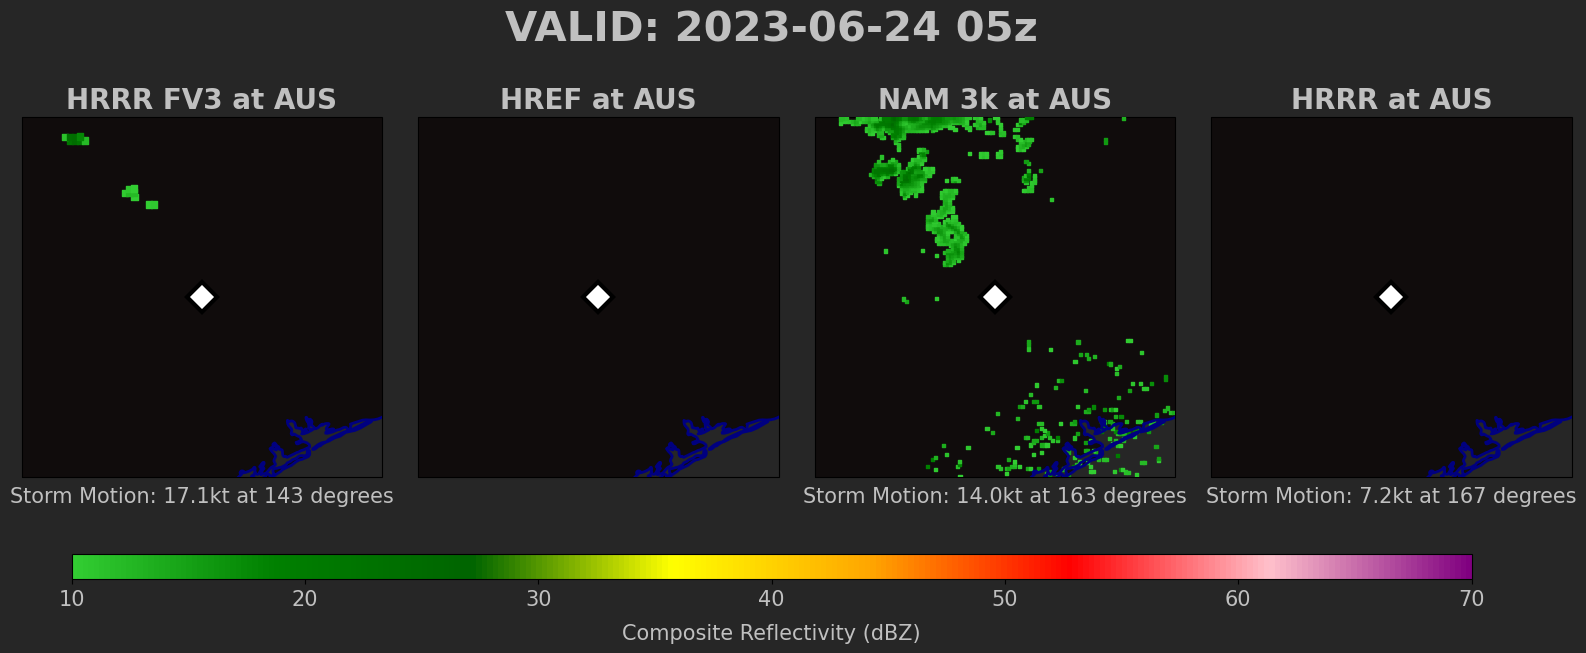 VALID: 2023-06-24 05z
HRRR FV3 at AUS
HREF at AUS
NAM 3k at AUS
HRRR at AUS
Storm Motion: 17.1kt at 143 degrees
Storm Motion: 14.0kt at 163 degrees
Storm Motion: 7.2kt at 167 degrees
10 20 30 40 50 60 70
Composite Reflectivity (dBZ)